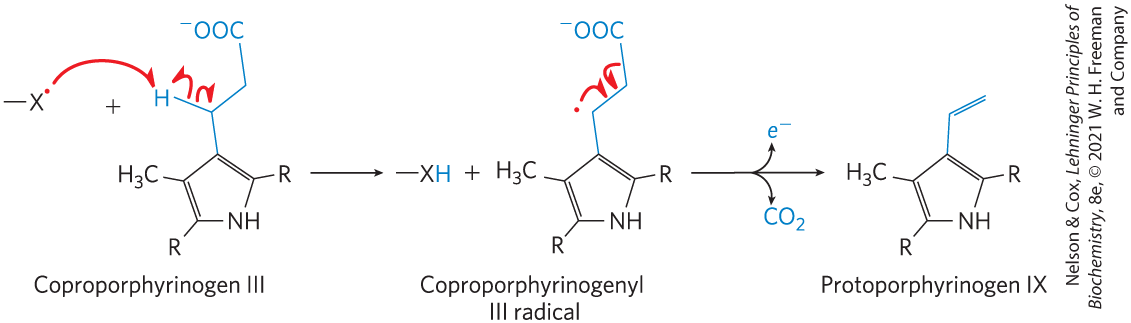 ⁻OOC
—X• + H
H₃C R
NH
R
Coproporphyrinogen III
—XH +
⁻OOC
H₃C R
NH
R
Coproporphyrinogenyl
III radical
e⁻
CO₂
H₃C R
NH
R
Protoporphyrinogen IX
Nelson & Cox, Lehninger Principles of
Biochemistry, 8e, © 2021 W. H. Freeman
and Company